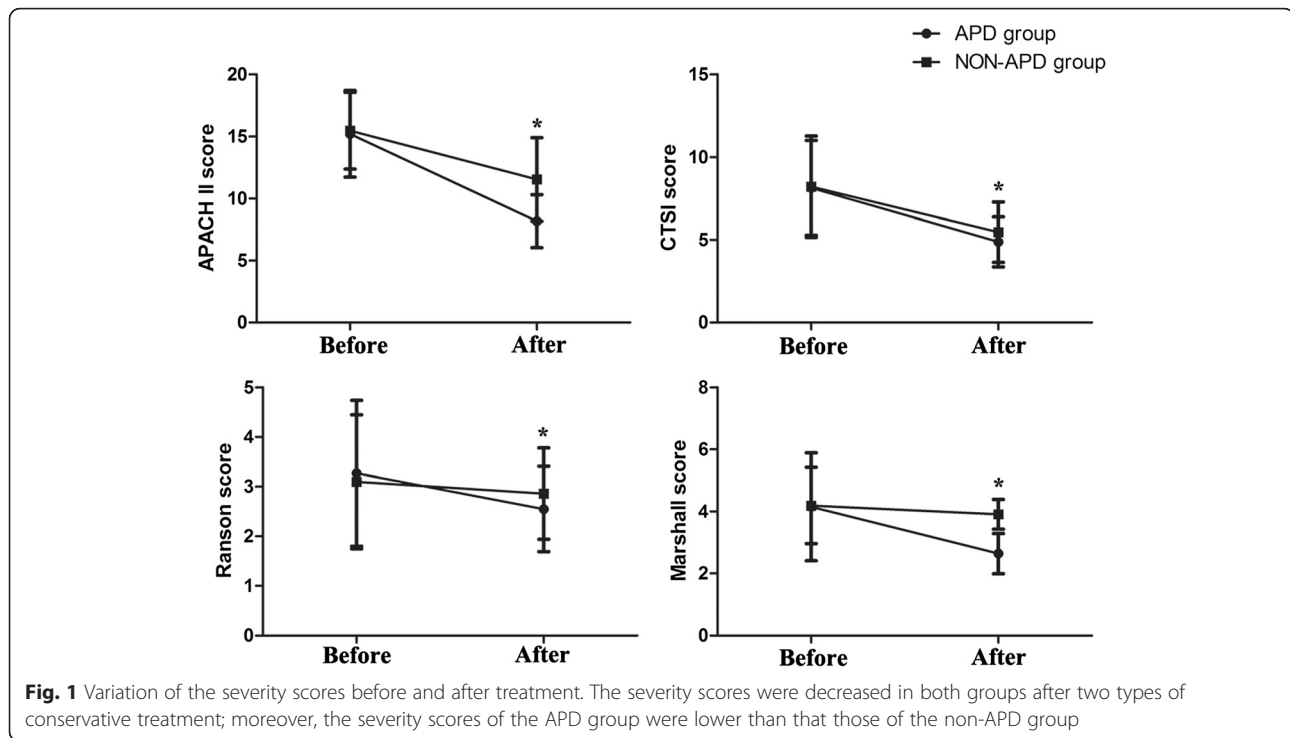 APD group
NON-APD group
20
15
10
5
0
APACH II score
*
Before
After
15
10
5
0
CTSI score
*
Before
After
5
4
3
2
1
0
Ranson score
*
Before
After
8
6
4
2
0
Marshall score
*
Before
After
Fig. 1 Variation of the severity scores before and after treatment. The severity scores were decreased in both groups after two types of
conservative treatment; moreover, the severity scores of the APD group were lower than that those of the non-APD group